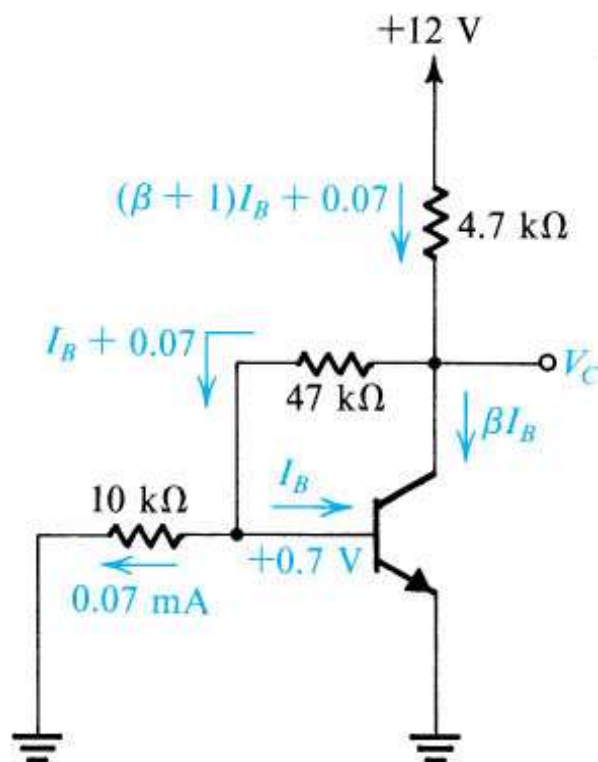 +12 V
(β + 1)I_B + 0.07
4.7 kΩ
I_B + 0.07
47 kΩ
V_C
βI_B
I_B
10 kΩ
+0.7 V
0.07 mA